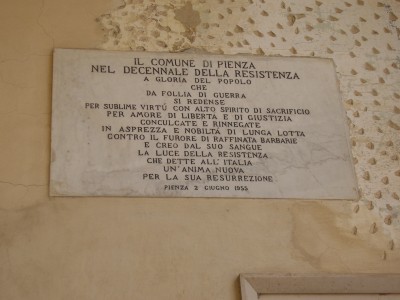 IL COMUNE DI PIENZA
NEL DECENNALE DELLA RESISTENZA
A GLORIA DEL POPOLO
CHE
DA FOLLIA DI GUERRA
SI REDENSE
PER SUBLIME VIRTÚ CON ALTO SPIRITO DI SACRIFICIO
PER AMORE DI LIBERTÀ E DI GIUSTIZIA
CONCULCATE E RINNEGATE
IN ASPREZZA E NOBILTÀ DI LUNGA LOTTA
CONTRO IL FURORE DI RAFFINATA BARBARIE
E CREO DAL SUO SANGUE
LA LUCE DELLA RESISTENZA
CHE DETTE ALL'ITALIA
UN'ANIMA NUOVA
PER LA SUA RESURREZIONE
PIENZA 2 GIUGNO 1955